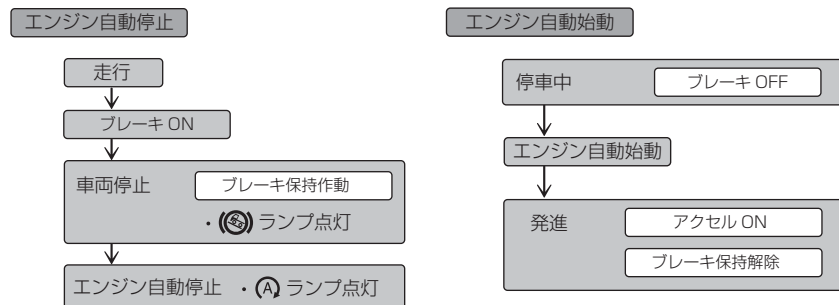 エンジン自動停止
走行
ブレーキ ON
車両停止 ブレーキ保持作動
・ランプ点灯
エンジン自動停止 ・(A) ランプ点灯
エンジン自動始動
停車中 ブレーキ OFF
エンジン自動始動
発進 アクセル ON
ブレーキ保持解除